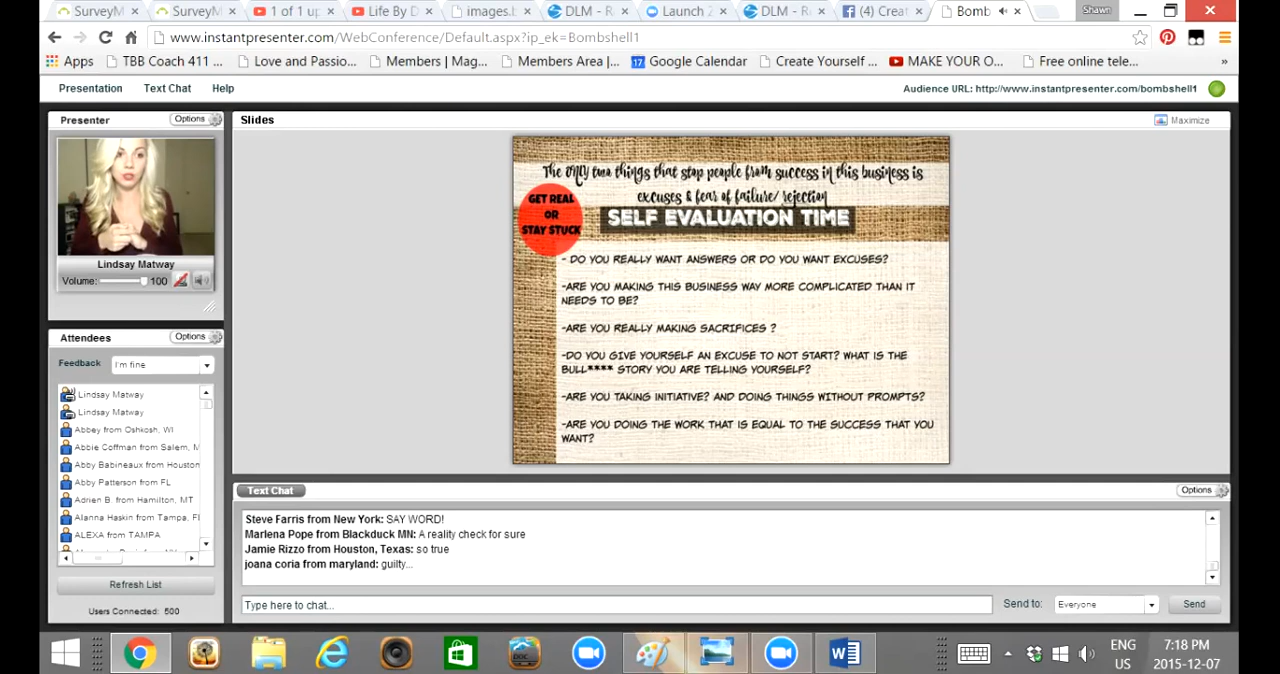 SurveyM
SurveyM
1 of 1 up
Life By D
images.b
DLM - R
Launch 
DLM - R
(4) Creat
Bomb
Shawn
www.instantpresenter.com/WebConference/Default.aspx?ip_ek=Bombshell1
Apps
TBB Coach 411 ...
Love and Passio...
Members | Mag...
Members Area |...
17 Google Calendar
Create Yourself ...
MAKE YOUR O...
Free online tele...
»
Presentation
Text Chat
Help
Audience URL: http://www.instantpresenter.com/bombshell1
Presenter
Options
Lindsay Matway
Volume: 100
Attendees
Options
Feedback
I'm fine
Lindsay Matway
Lindsay Matway
Abbey from Oshkosh, WI
Abbie Coffman from Salem, M
Abby Babineaux from Houston
Abby Patterson from FL
Adrien B. from Hamilton, MT
Alanna Haskin from Tampa, FL
ALEXA from TAMPA
Refresh List
Users Connected: 500
Slides
Maximize
The ONLY two things that stop people from success in this business is
excuses & fear of failure/ rejection
GET REAL
OR
STAY STUCK
SELF EVALUATION TIME
- DO YOU REALLY WANT ANSWERS OR DO YOU WANT EXCUSES?
-ARE YOU MAKING THIS BUSINESS WAY MORE COMPLICATED THAN IT
NEEDS TO BE?
-ARE YOU REALLY MAKING SACRIFICES ?
-DO YOU GIVE YOURSELF AN EXCUSE TO NOT START? WHAT IS THE
BULL**** STORY YOU ARE TELLING YOURSELF?
-ARE YOU TAKING INITIATIVE? AND DOING THINGS WITHOUT PROMPTS?
-ARE YOU DOING THE WORK THAT IS EQUAL TO THE SUCCESS THAT YOU
WANT?
Text Chat
Options
Steve Farris from New York: SAY WORD!
Marlena Pope from Blackduck MN: A reality check for sure
Jamie Rizzo from Houston, Texas: so true
joana coria from maryland: guilty...
Type here to chat...
Send to:
Everyone
Send
DOC
ENG
US
7:18 PM
2015-12-07